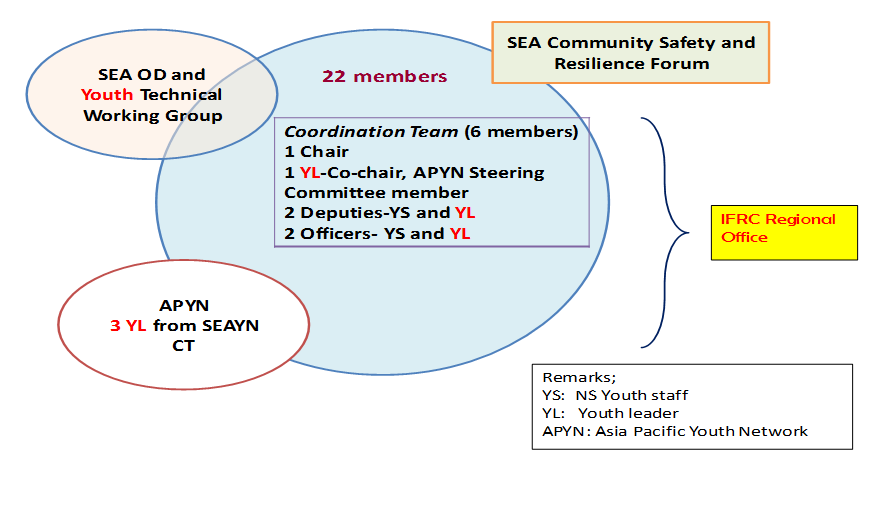 SEA Community Safety and
Resilience Forum
SEA OD and
Youth Technical
Working Group
22 members
Coordination Team (6 members)
1 Chair
1 YL-Co-chair, APYN Steering
Committee member
2 Deputies-YS and YL
2 Officers- YS and YL
IFRC Regional
Office
APYN
3 YL from SEAYN
CT
Remarks;
YS: NS Youth staff
YL: Youth leader
APYN: Asia Pacific Youth Network